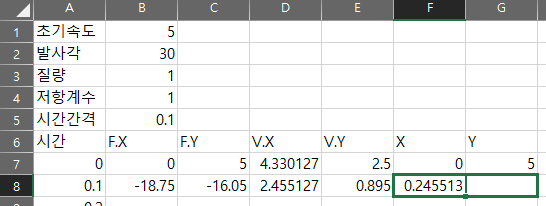 A B C D E F G
1 초기속도 5
2 발사각 30
3 질량 1
4 저항계수 1
5 시간간격 0.1
6 시간 F.X F.Y V.X V.Y X Y
7 0 0 5 4.330127 2.5 0 5
8 0.1 -18.75 -16.05 2.455127 0.895 0.245513